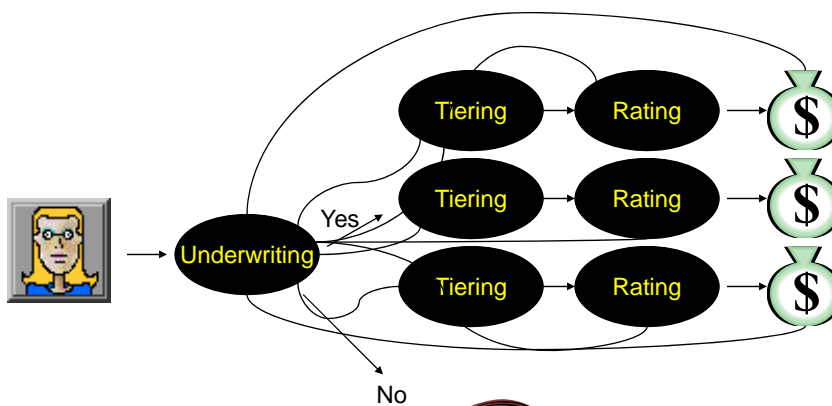 Tiering Rating $
Yes Tiering Rating $
Underwriting
Tiering Rating $
No